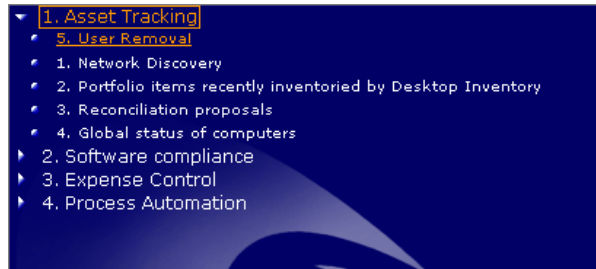 1. Asset Tracking
5. User Removal
1. Network Discovery
2. Portfolio items recently inventoried by Desktop Inventory
3. Reconciliation proposals
4. Global status of computers
2. Software compliance
3. Expense Control
4. Process Automation